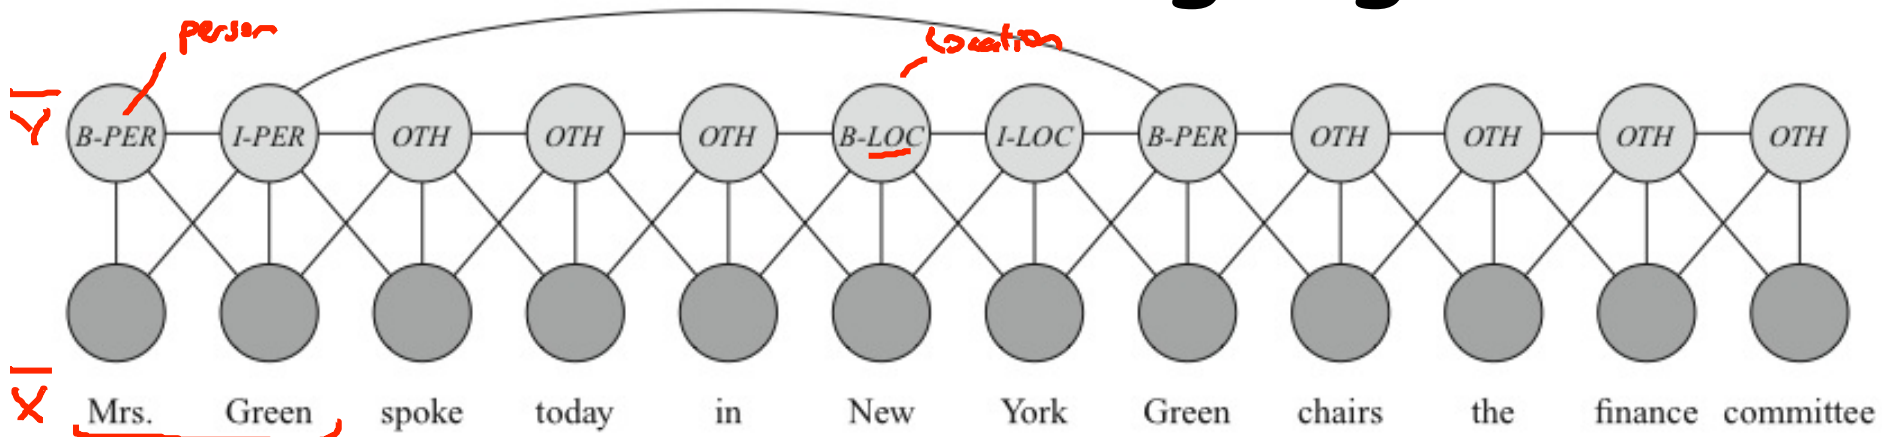 person
Location
Y
B-PER I-PER OTH OTH OTH B-LOC I-LOC B-PER OTH OTH OTH OTH
X
Mrs. Green spoke today in New York Green chairs the finance committee